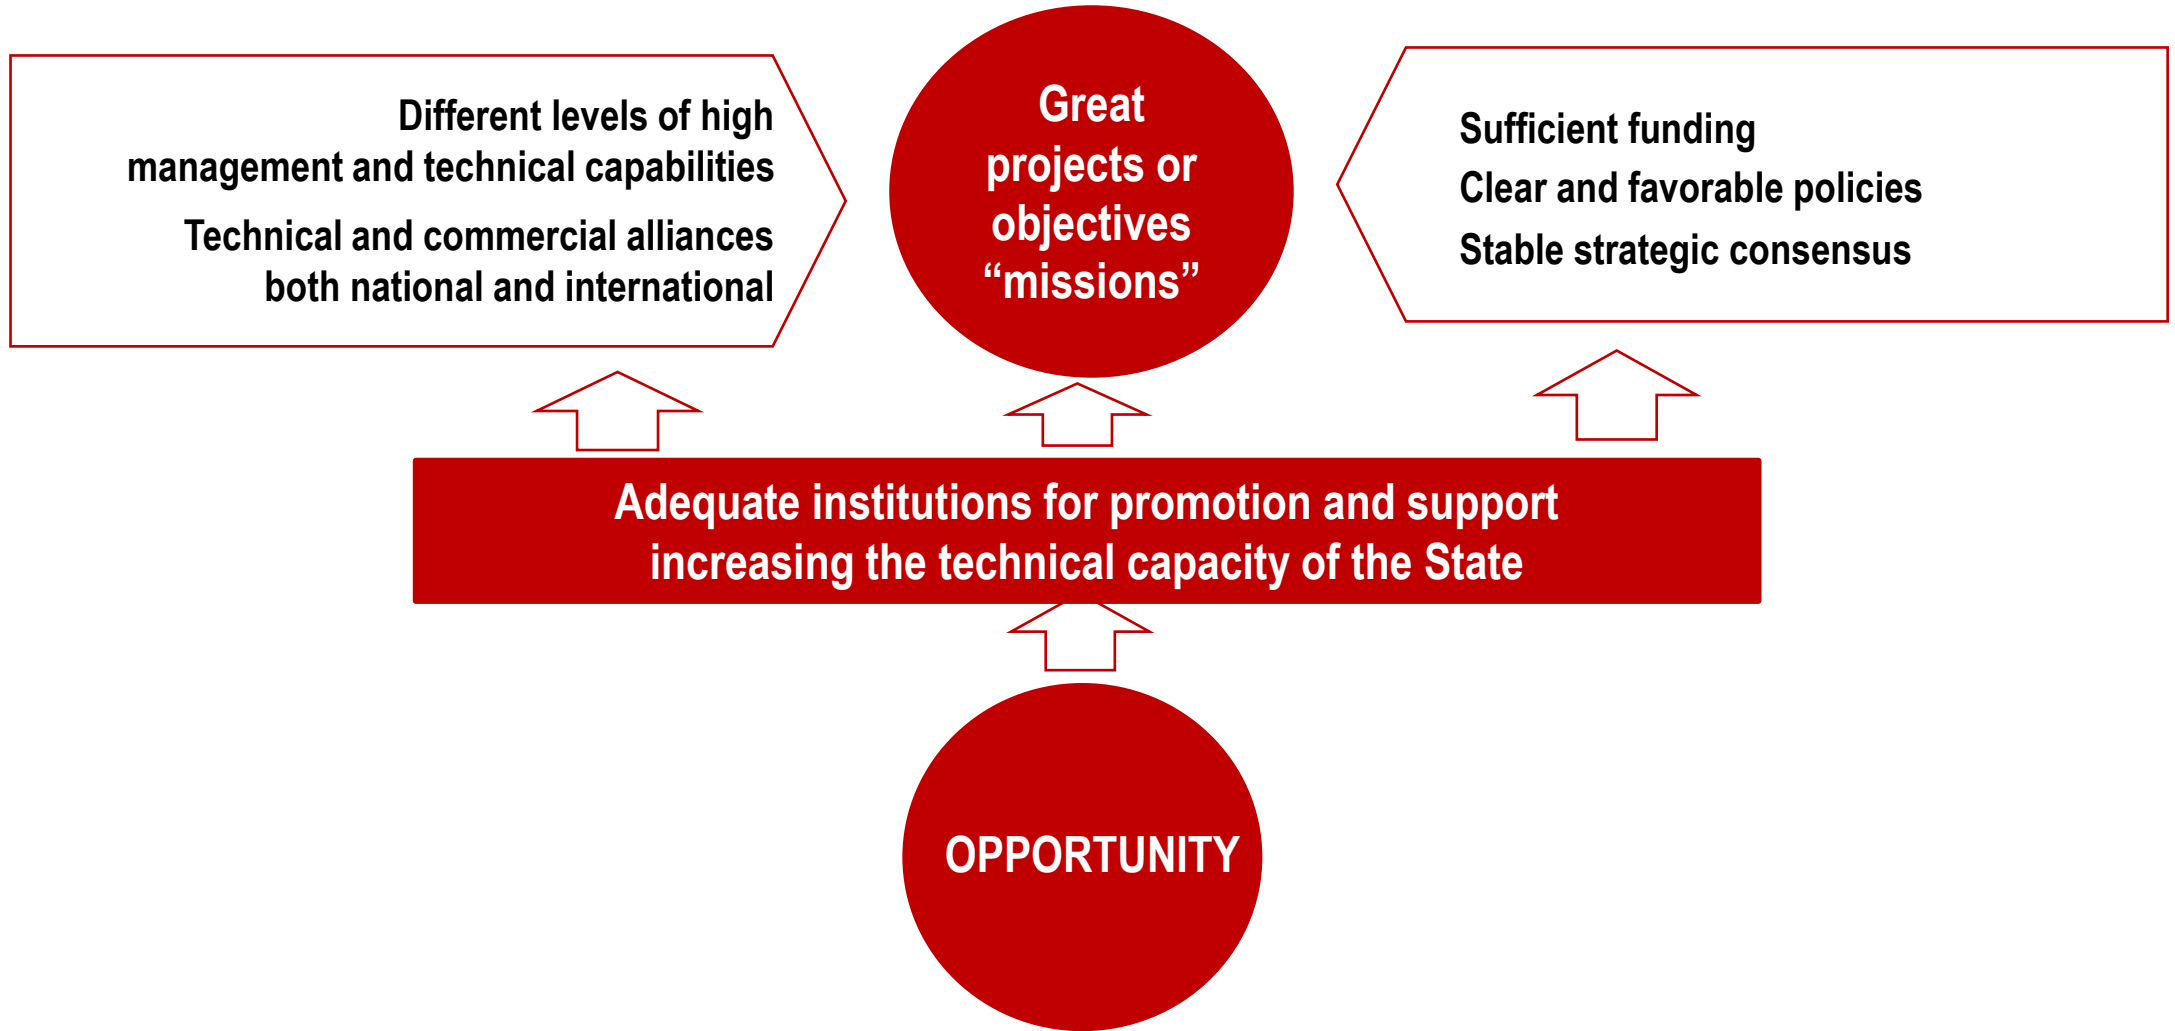 Different levels of high
management and technical capabilities
Technical and commercial alliances
both national and international
Great
projects or
objectives
“missions”
Sufficient funding
Clear and favorable policies
Stable strategic consensus
Adequate institutions for promotion and support
increasing the technical capacity of the State
OPPORTUNITY